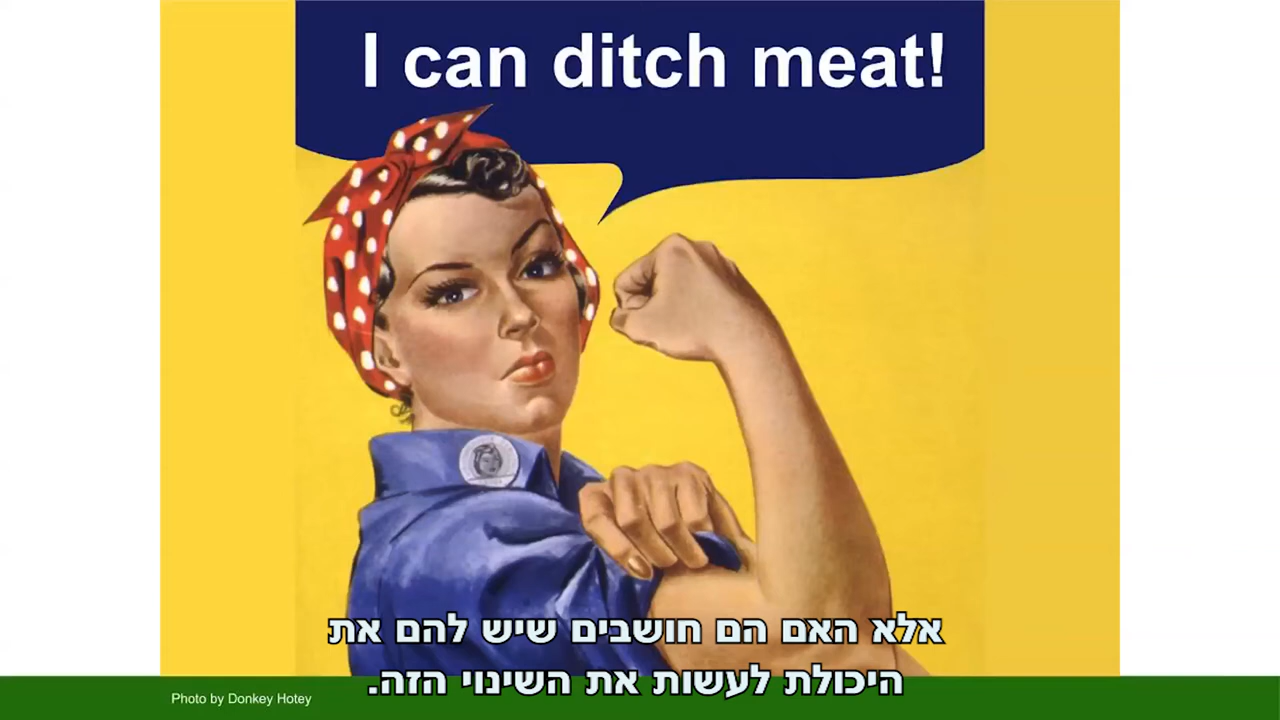 I can ditch meat!
אלא האם הם חושבים שיש להם את
היכולת לעשות את השינוי הזה.
Photo by Donkey Hotey